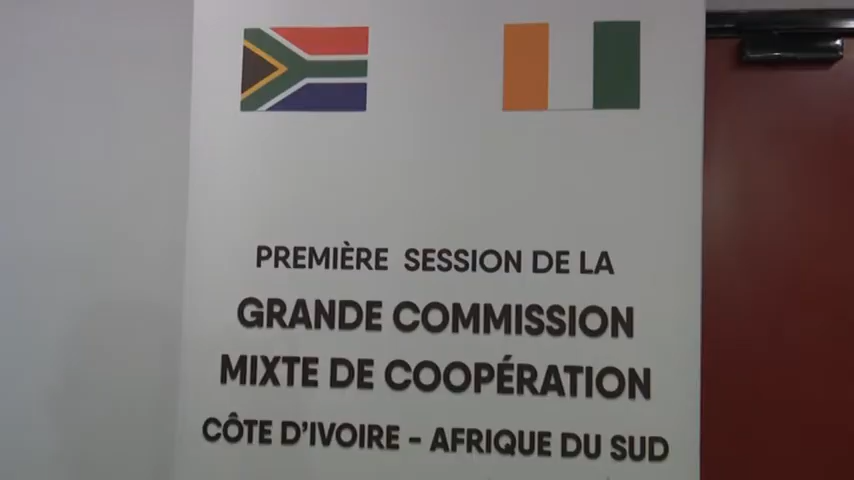 PREMIÈRE SESSION DE LA
GRANDE COMMISSION
MIXTE DE COOPÉRATION
CÔTE D'IVOIRE - AFRIQUE DU SUD